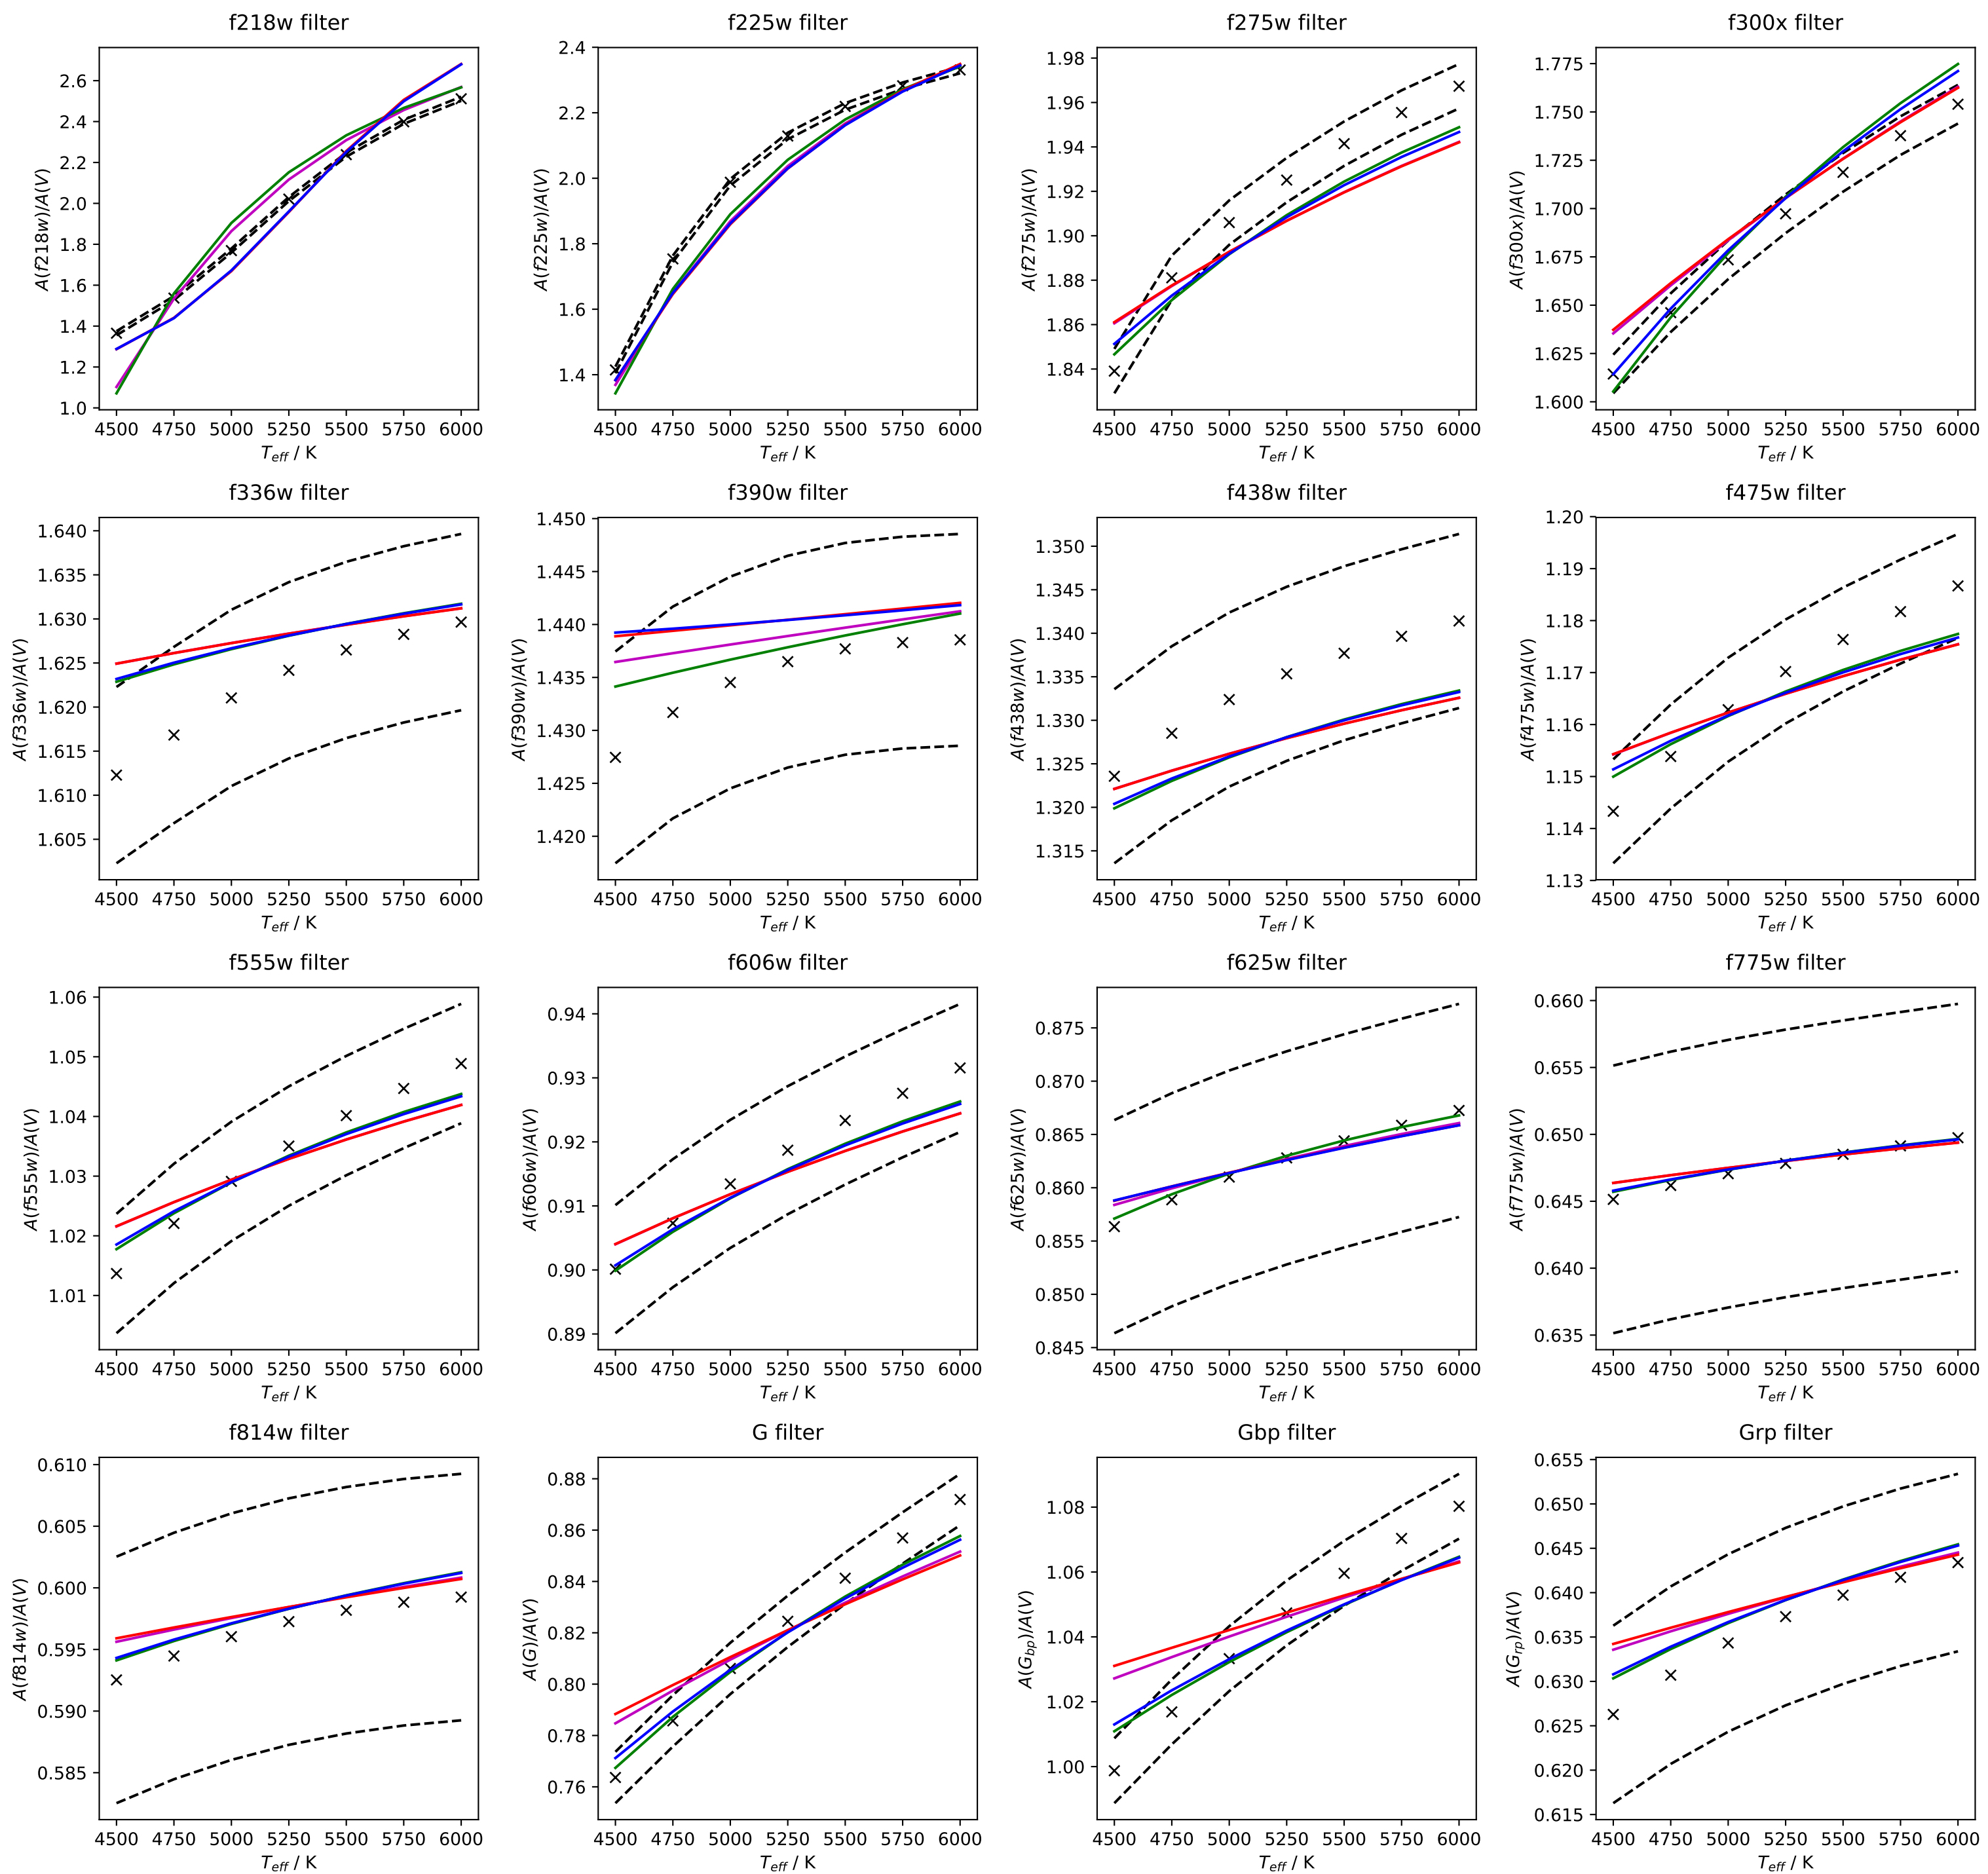 f218w filter
A(f218w)/A(V)
2.6
2.4
2.2
2.0
1.8
1.6
1.4
1.2
1.0
4500 4750 5000 5250 5500 5750 6000
T_eff / K
f225w filter
A(f225w)/A(V)
2.4
2.2
2.0
1.8
1.6
1.4
4500 4750 5000 5250 5500 5750 6000
T_eff / K
f275w filter
A(f275w)/A(V)
1.98
1.96
1.94
1.92
1.90
1.88
1.86
1.84
4500 4750 5000 5250 5500 5750 6000
T_eff / K
f300x filter
A(f300x)/A(V)
1.775
1.750
1.725
1.700
1.675
1.650
1.625
1.600
4500 4750 5000 5250 5500 5750 6000
T_eff / K
f336w filter
A(f336w)/A(V)
1.640
1.635
1.630
1.625
1.620
1.615
1.610
1.605
4500 4750 5000 5250 5500 5750 6000
T_eff / K
f390w filter
A(f390w)/A(V)
1.450
1.445
1.440
1.435
1.430
1.425
1.420
4500 4750 5000 5250 5500 5750 6000
T_eff / K
f438w filter
A(f438w)/A(V)
1.350
1.345
1.340
1.335
1.330
1.325
1.320
1.315
4500 4750 5000 5250 5500 5750 6000
T_eff / K
f475w filter
A(f475w)/A(V)
1.20
1.19
1.18
1.17
1.16
1.15
1.14
1.13
4500 4750 5000 5250 5500 5750 6000
T_eff / K
f555w filter
A(f555w)/A(V)
1.06
1.05
1.04
1.03
1.02
1.01
4500 4750 5000 5250 5500 5750 6000
T_eff / K
f606w filter
A(f606w)/A(V)
0.94
0.93
0.92
0.91
0.90
0.89
4500 4750 5000 5250 5500 5750 6000
T_eff / K
f625w filter
A(f625w)/A(V)
0.875
0.870
0.865
0.860
0.855
0.850
0.845
4500 4750 5000 5250 5500 5750 6000
T_eff / K
f775w filter
A(f775w)/A(V)
0.660
0.655
0.650
0.645
0.640
0.635
4500 4750 5000 5250 5500 5750 6000
T_eff / K
f814w filter
A(f814w)/A(V)
0.610
0.605
0.600
0.595
0.590
0.585
4500 4750 5000 5250 5500 5750 6000
T_eff / K
G filter
A(G)/A(V)
0.88
0.86
0.84
0.82
0.80
0.78
0.76
4500 4750 5000 5250 5500 5750 6000
T_eff / K
Gbp filter
A(G_bp)/A(V)
1.08
1.06
1.04
1.02
1.00
4500 4750 5000 5250 5500 5750 6000
T_eff / K
Grp filter
A(G_rp)/A(V)
0.655
0.650
0.645
0.640
0.635
0.630
0.625
0.620
0.615
4500 4750 5000 5250 5500 5750 6000
T_eff / K